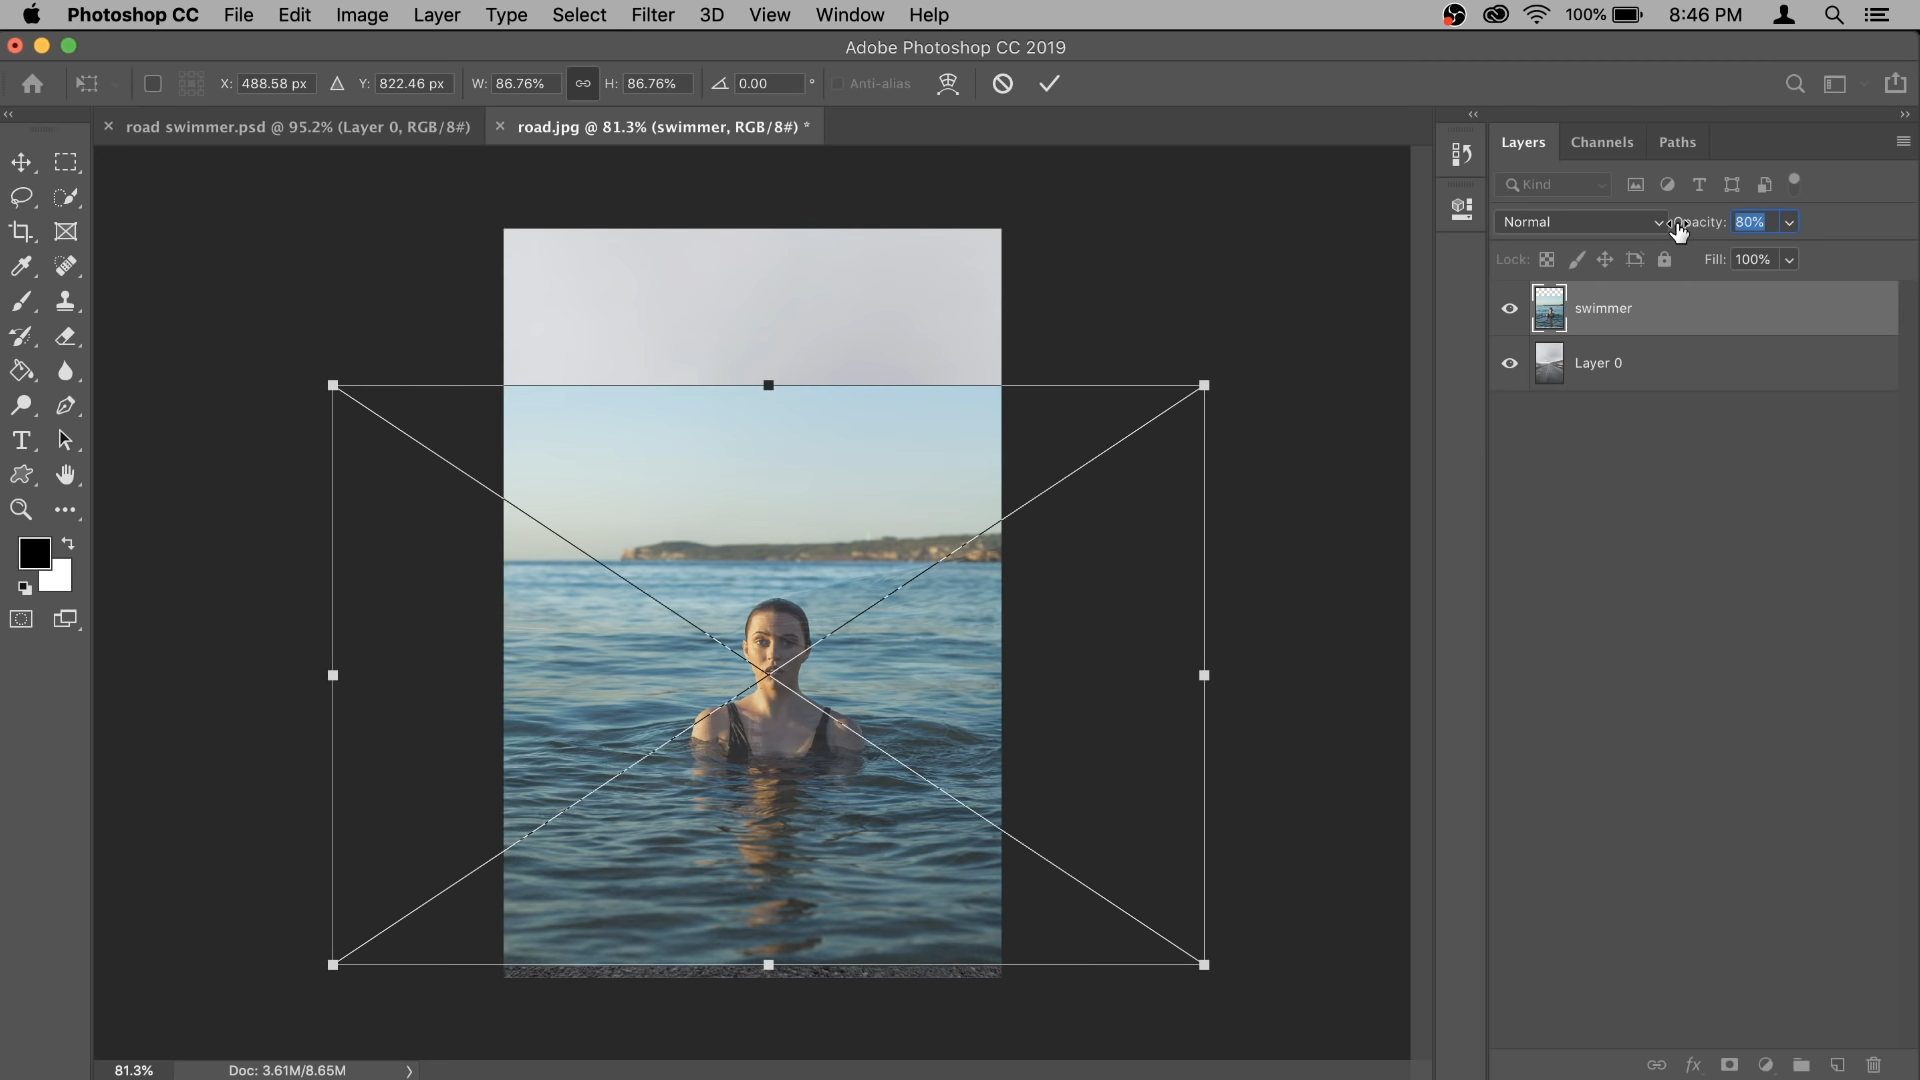 Photoshop CC File Edit Image Layer Type Select Filter 3D View Window Help 100% 8:46 PM
Adobe Photoshop CC 2019
X: 488.58 px Y: 822.46 px W: 86.76% H: 86.76% 0.00 ° Anti-alias
× road swimmer.psd @ 95.2% (Layer 0, RGB/8#) × road.jpg @ 81.3% (swimmer, RGB/8#) *
Layers Channels Paths
Kind
Normal Opacity: 80%
Lock: Fill: 100%
swimmer
Layer 0
81.3% Doc: 3.61M/8.65M